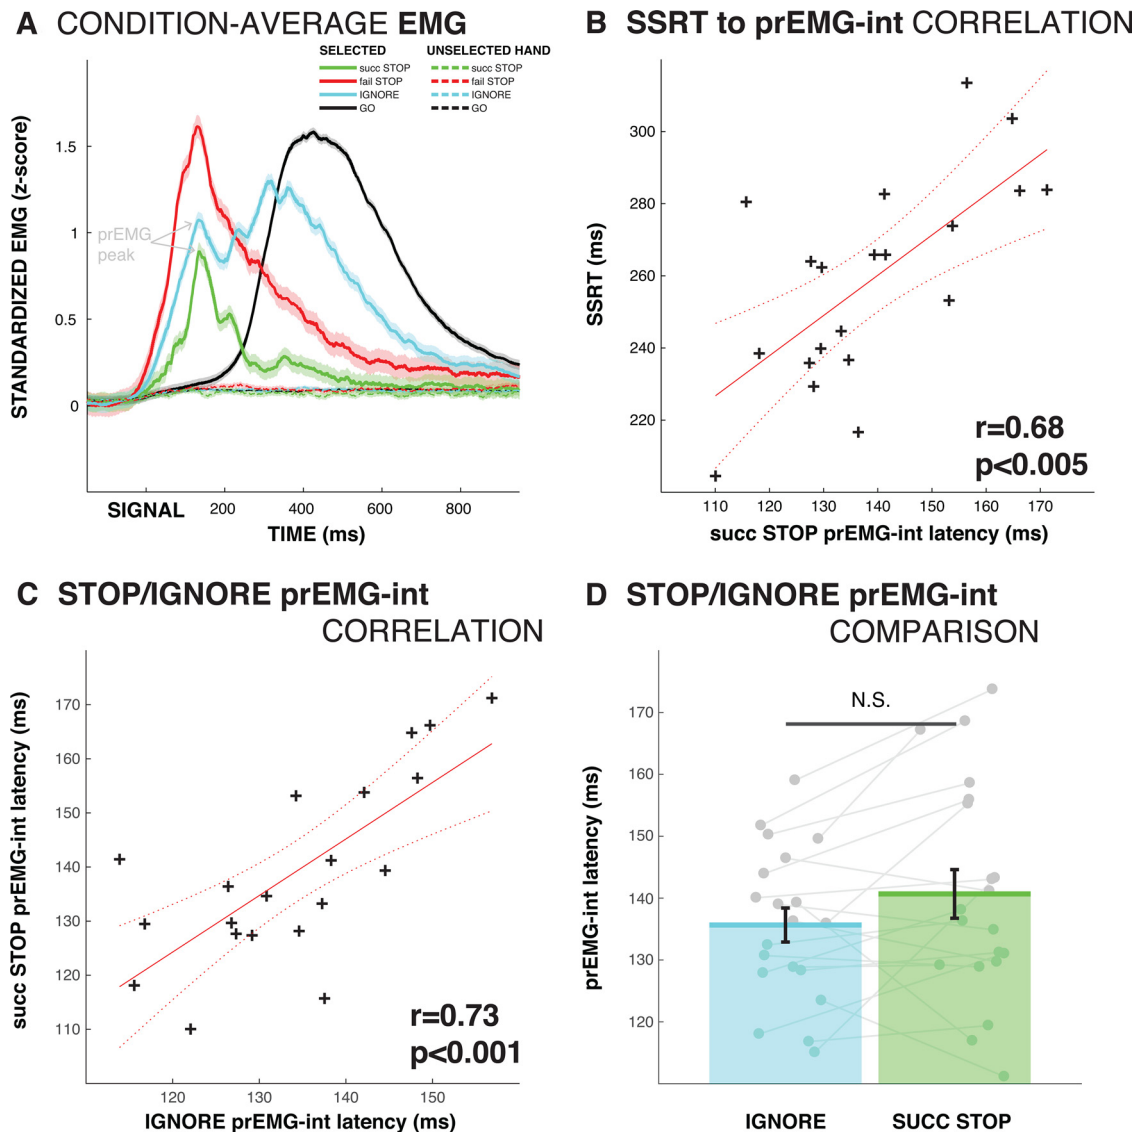 A CONDITION-AVERAGE EMG
SELECTED UNSELECTED HAND
succ STOP succ STOP
fail STOP fail STOP
IGNORE IGNORE
GO GO
STANDARDIZED EMG (z-score)
1.5
1
0.5
0
prEMG
peak
SIGNAL 200 400 600 800
TIME (ms)
B SSRT to prEMG-int CORRELATION
SSRT (ms)
300
280
260
240
220
r=0.68
p<0.005
110 120 130 140 150 160 170
succ STOP prEMG-int latency (ms)
C STOP/IGNORE prEMG-int
CORRELATION
succ STOP prEMG-int latency (ms)
170
160
150
140
130
120
110
r=0.73
p<0.001
120 130 140 150
IGNORE prEMG-int latency (ms)
D STOP/IGNORE prEMG-int
COMPARISON
prEMG-int latency (ms)
N.S.
170
160
150
140
130
120
IGNORE SUCC STOP